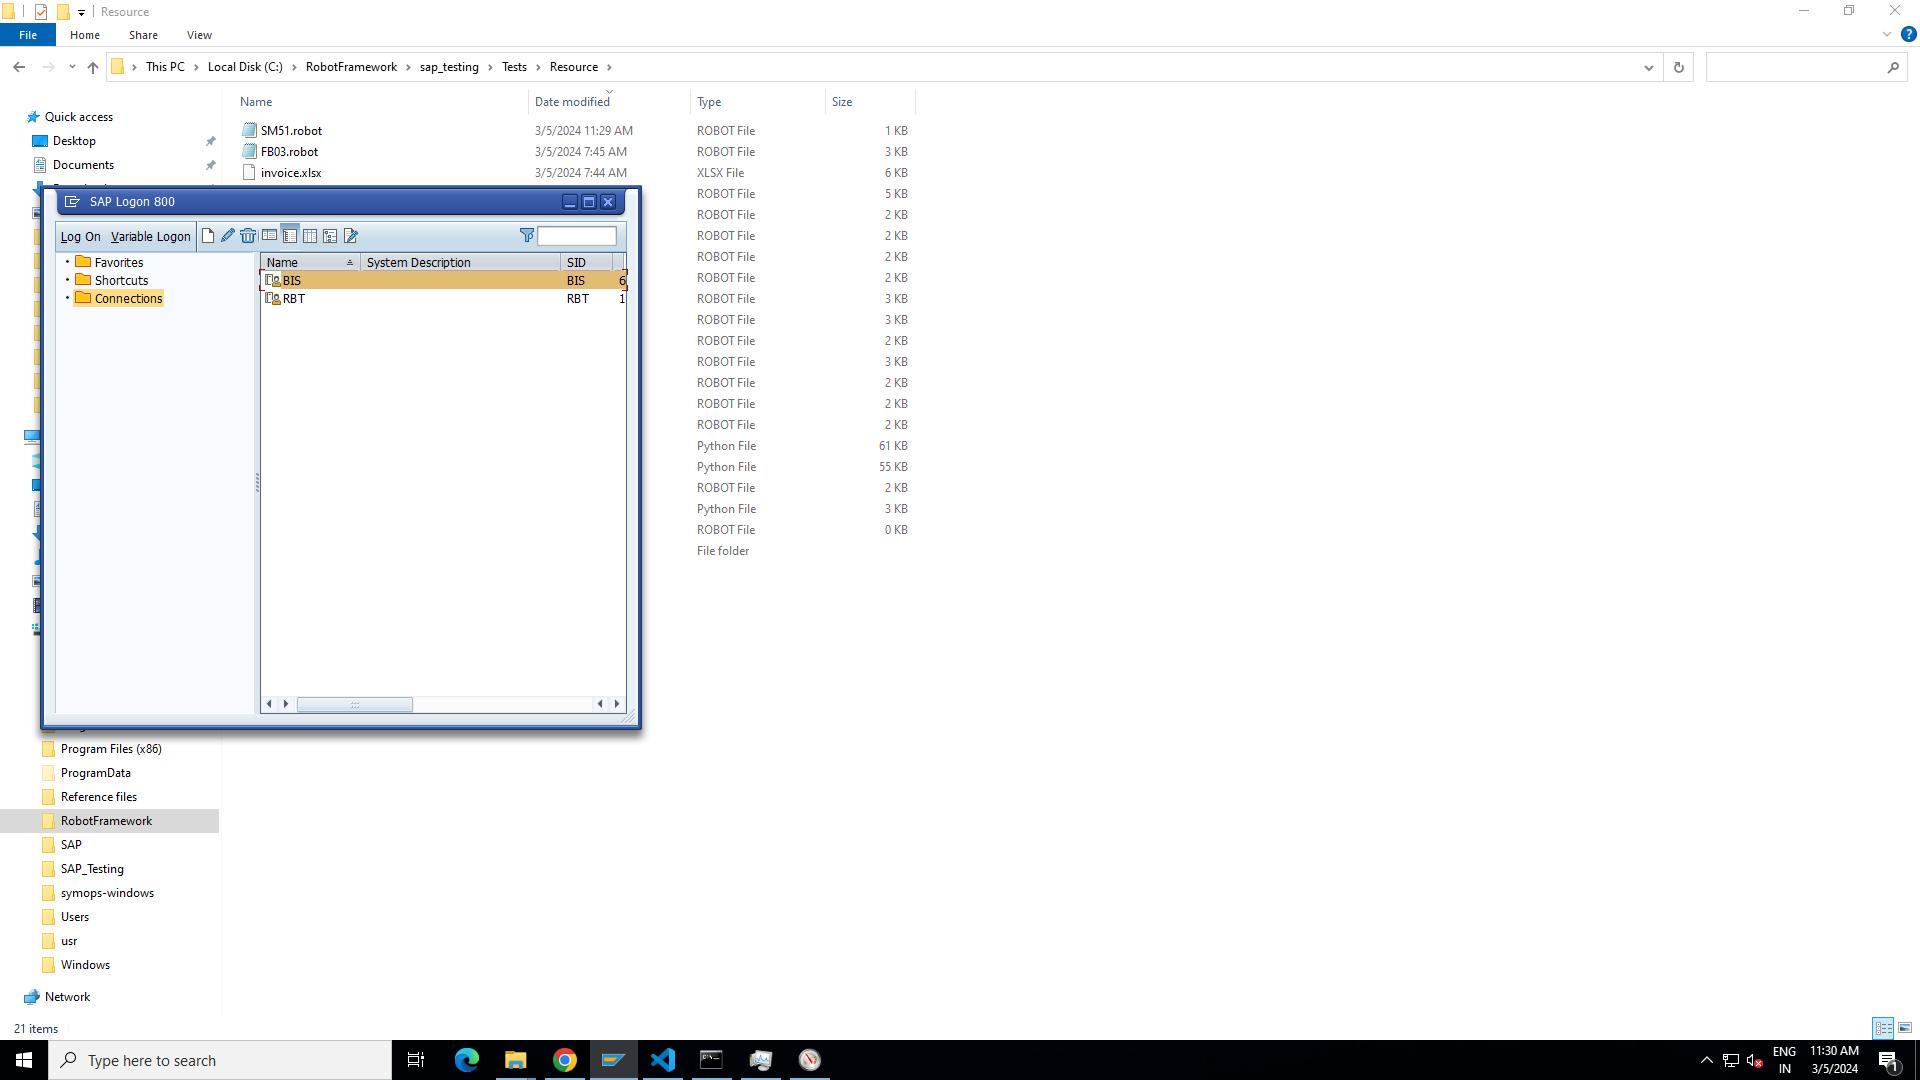 Resource
File Home Share View
This PC Local Disk (C:) RobotFramework sap_testing Tests Resource
Name Date modified Type Size
Quick access
Desktop
Documents
SM51.robot 3/5/2024 11:29 AM ROBOT File 1 KB
FB03.robot 3/5/2024 7:45 AM ROBOT File 3 KB
invoice.xlsx 3/5/2024 7:44 AM XLSX File 6 KB
ROBOT File 5 KB
ROBOT File 2 KB
ROBOT File 2 KB
ROBOT File 2 KB
ROBOT File 2 KB
ROBOT File 3 KB
ROBOT File 3 KB
ROBOT File 2 KB
ROBOT File 3 KB
ROBOT File 2 KB
ROBOT File 2 KB
ROBOT File 2 KB
Python File 61 KB
Python File 55 KB
ROBOT File 2 KB
Python File 3 KB
ROBOT File 0 KB
File folder
SAP Logon 800
Log On Variable Logon
Favorites
Shortcuts
Connections
Name System Description SID
BIS BIS 6
RBT RBT 1
Program Files (x86)
ProgramData
Reference files
RobotFramework
SAP
SAP_Testing
symops-windows
Users
usr
Windows
Network
21 items
Type here to search
ENG
IN
11:30 AM
3/5/2024
1